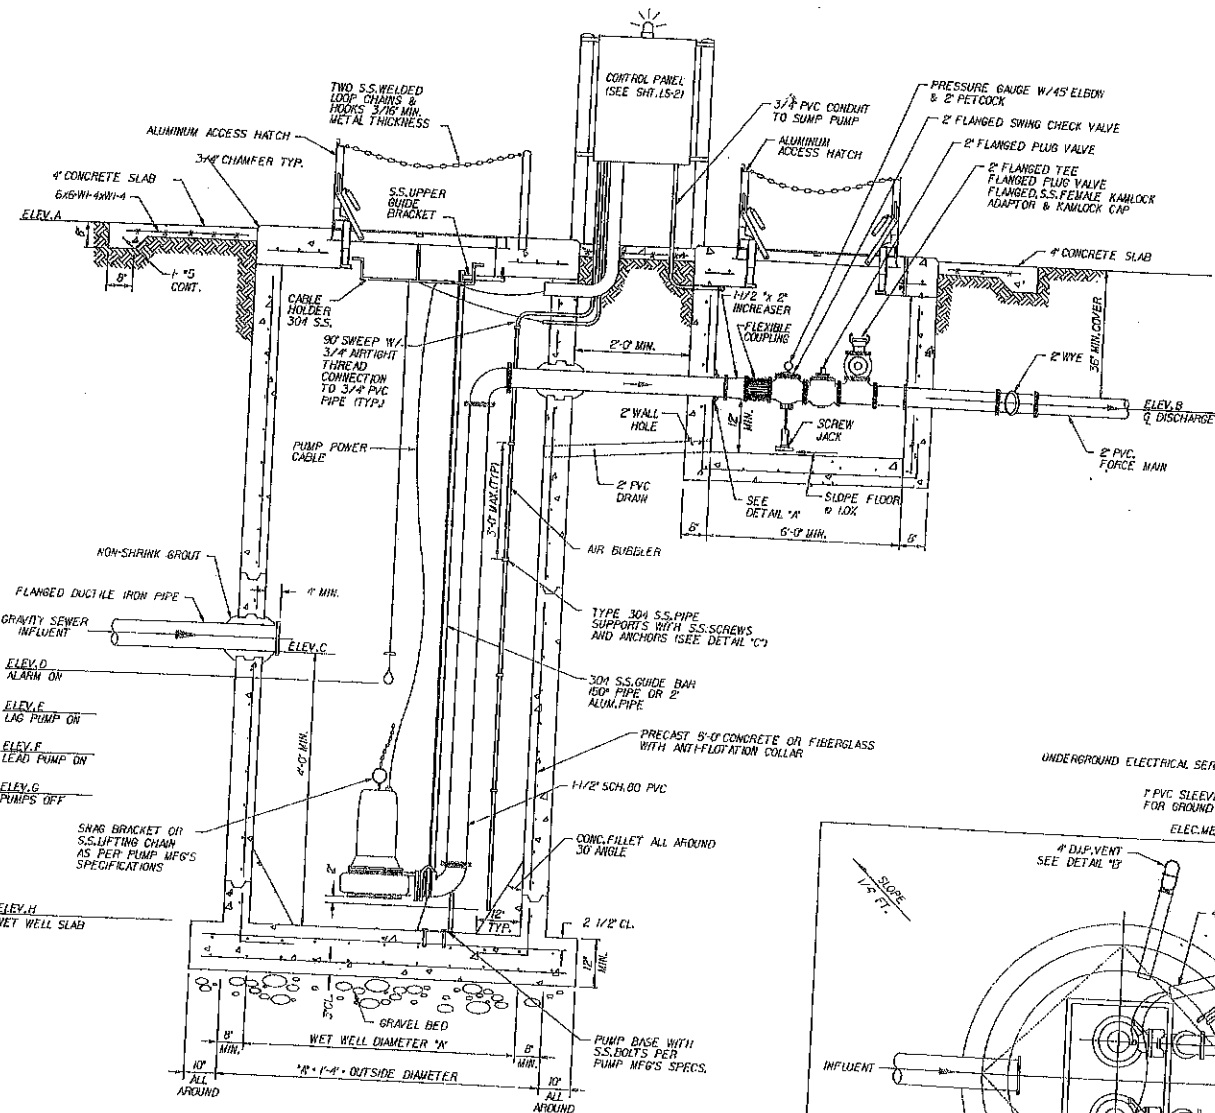 CONTROL PANEL
(SEE SHT. LS-2)
TWO S.S. WELDED
LOOP CHAINS &
HOOKS 3/16" MIN.
METAL THICKNESS
ALUMINUM ACCESS HATCH
3/4" CHAMFER TYP.
4" CONCRETE SLAB
6x6-W1.4xW1.4
ELEV. A
8"
8"
1- #5
CONT.
S.S. UPPER
GUIDE
BRACKET
3/4" PVC CONDUIT
TO SUMP PUMP
ALUMINUM
ACCESS HATCH
PRESSURE GAUGE W/45° ELBOW
& 2" PETCOCK
2" FLANGED SWING CHECK VALVE
2" FLANGED PLUG VALVE
2" FLANGED TEE
FLANGED PLUG VALVE
FLANGED, S.S. FEMALE KAMLOCK
ADAPTOR & KAMLOCK CAP
4" CONCRETE SLAB
CABLE
HOLDER
304 S.S.
90° SWEEP W/
3/4" AIRTIGHT
THREAD
CONNECTION
TO 3/4" PVC
PIPE (TYP.)
1-1/2" x 2"
INCREASER
FLEXIBLE
COUPLING
2'-0" MIN.
36" MIN. COVER
2" WYE
ELEV. B
℄ DISCHARGE
2" PVC.
FORCE MAIN
2" WALL
HOLE
12"
MIN.
SCREW
JACK
PUMP POWER
CABLE
3'-0" MAX. (TYP)
2" PVC
DRAIN
SEE
DETAIL "A"
SLOPE FLOOR
@ 1.0%
6"
6'-0" MIN.
6"
AIR BUBBLER
NON-SHRINK GROUT
4" MIN.
FLANGED DUCTILE IRON PIPE
GRAVITY SEWER
INFLUENT
ELEV. C
TYPE 304 S.S. PIPE
SUPPORTS WITH S.S. SCREWS
AND ANCHORS (SEE DETAIL "C")
ELEV. D
ALARM ON
304 S.S. GUIDE BAR
150" PIPE OR 2"
ALUM. PIPE
ELEV. E
LAG PUMP ON
ELEV. F
LEAD PUMP ON
4'-0" MIN.
PRECAST 6'-0" CONCRETE OR FIBERGLASS
WITH ANTI-FLOTATION COLLAR
ELEV. G
PUMPS OFF
1-1/2" SCH. 80 PVC
UNDERGROUND ELECTRICAL SER
1" PVC SLEEV
FOR GROUND
ELEC. ME
SNAG BRACKET OR
S.S. LIFTING CHAIN
AS PER PUMP MFG'S
SPECIFICATIONS
CONC. FILLET ALL AROUND
30° ANGLE
4" D.I.P. VENT
SEE DETAIL "B"
SLOPE
1/4" FT.
2"
ELEV. H
WET WELL SLAB
12"
TYP.
2 1/2" CL.
12"
MIN.
3" CL.
GRAVEL BED
8"
MIN.
WET WELL DIAMETER "A"
8"
MIN.
PUMP BASE WITH
S.S. BOLTS PER
PUMP MFG'S SPECS.
10"
ALL
AROUND
"A" + 1'-4" = OUTSIDE DIAMETER
10"
ALL
AROUND
INFLUENT